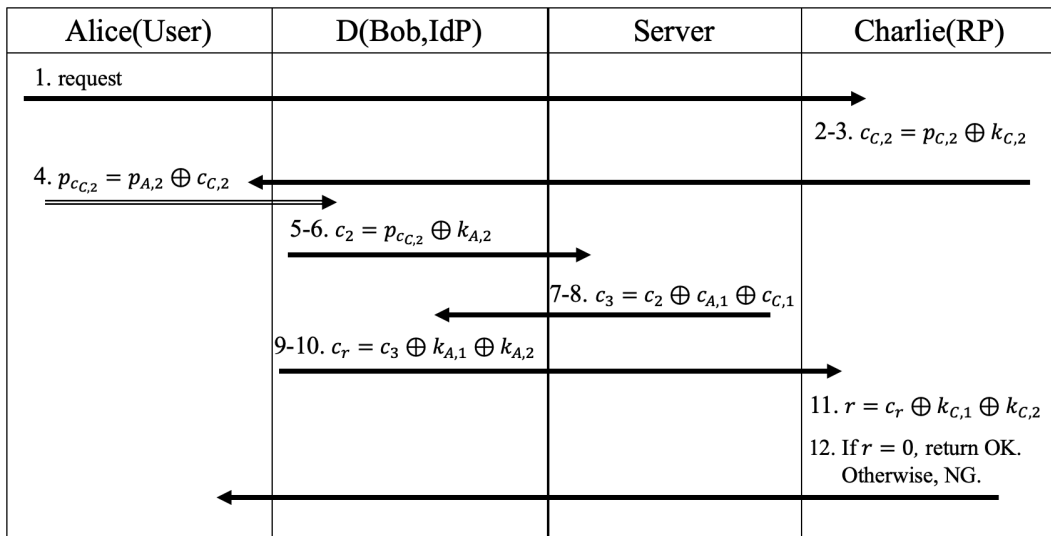 Alice(User) D(Bob,IdP) Server Charlie(RP)
1. request
2-3. c_{C,2} = p_{C,2} ⊕ k_{C,2}
4. p_{c_{C,2}} = p_{A,2} ⊕ c_{C,2}
5-6. c_2 = p_{c_{C,2}} ⊕ k_{A,2}
7-8. c_3 = c_2 ⊕ c_{A,1} ⊕ c_{C,1}
9-10. c_r = c_3 ⊕ k_{A,1} ⊕ k_{A,2}
11. r = c_r ⊕ k_{C,1} ⊕ k_{C,2}
12. If r = 0, return OK.
Otherwise, NG.